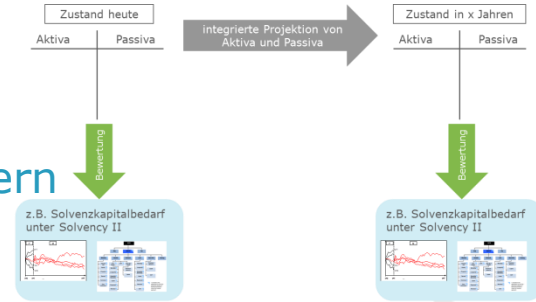 Zustand heute
Aktiva Passiva
integrierte Projektion von
Aktiva und Passiva
Zustand in x Jahren
Aktiva Passiva
Bewertung
Bewertung
ern
z.B. Solvenzkapitalbedarf
unter Solvency II
z.B. Solvenzkapitalbedarf
unter Solvency II